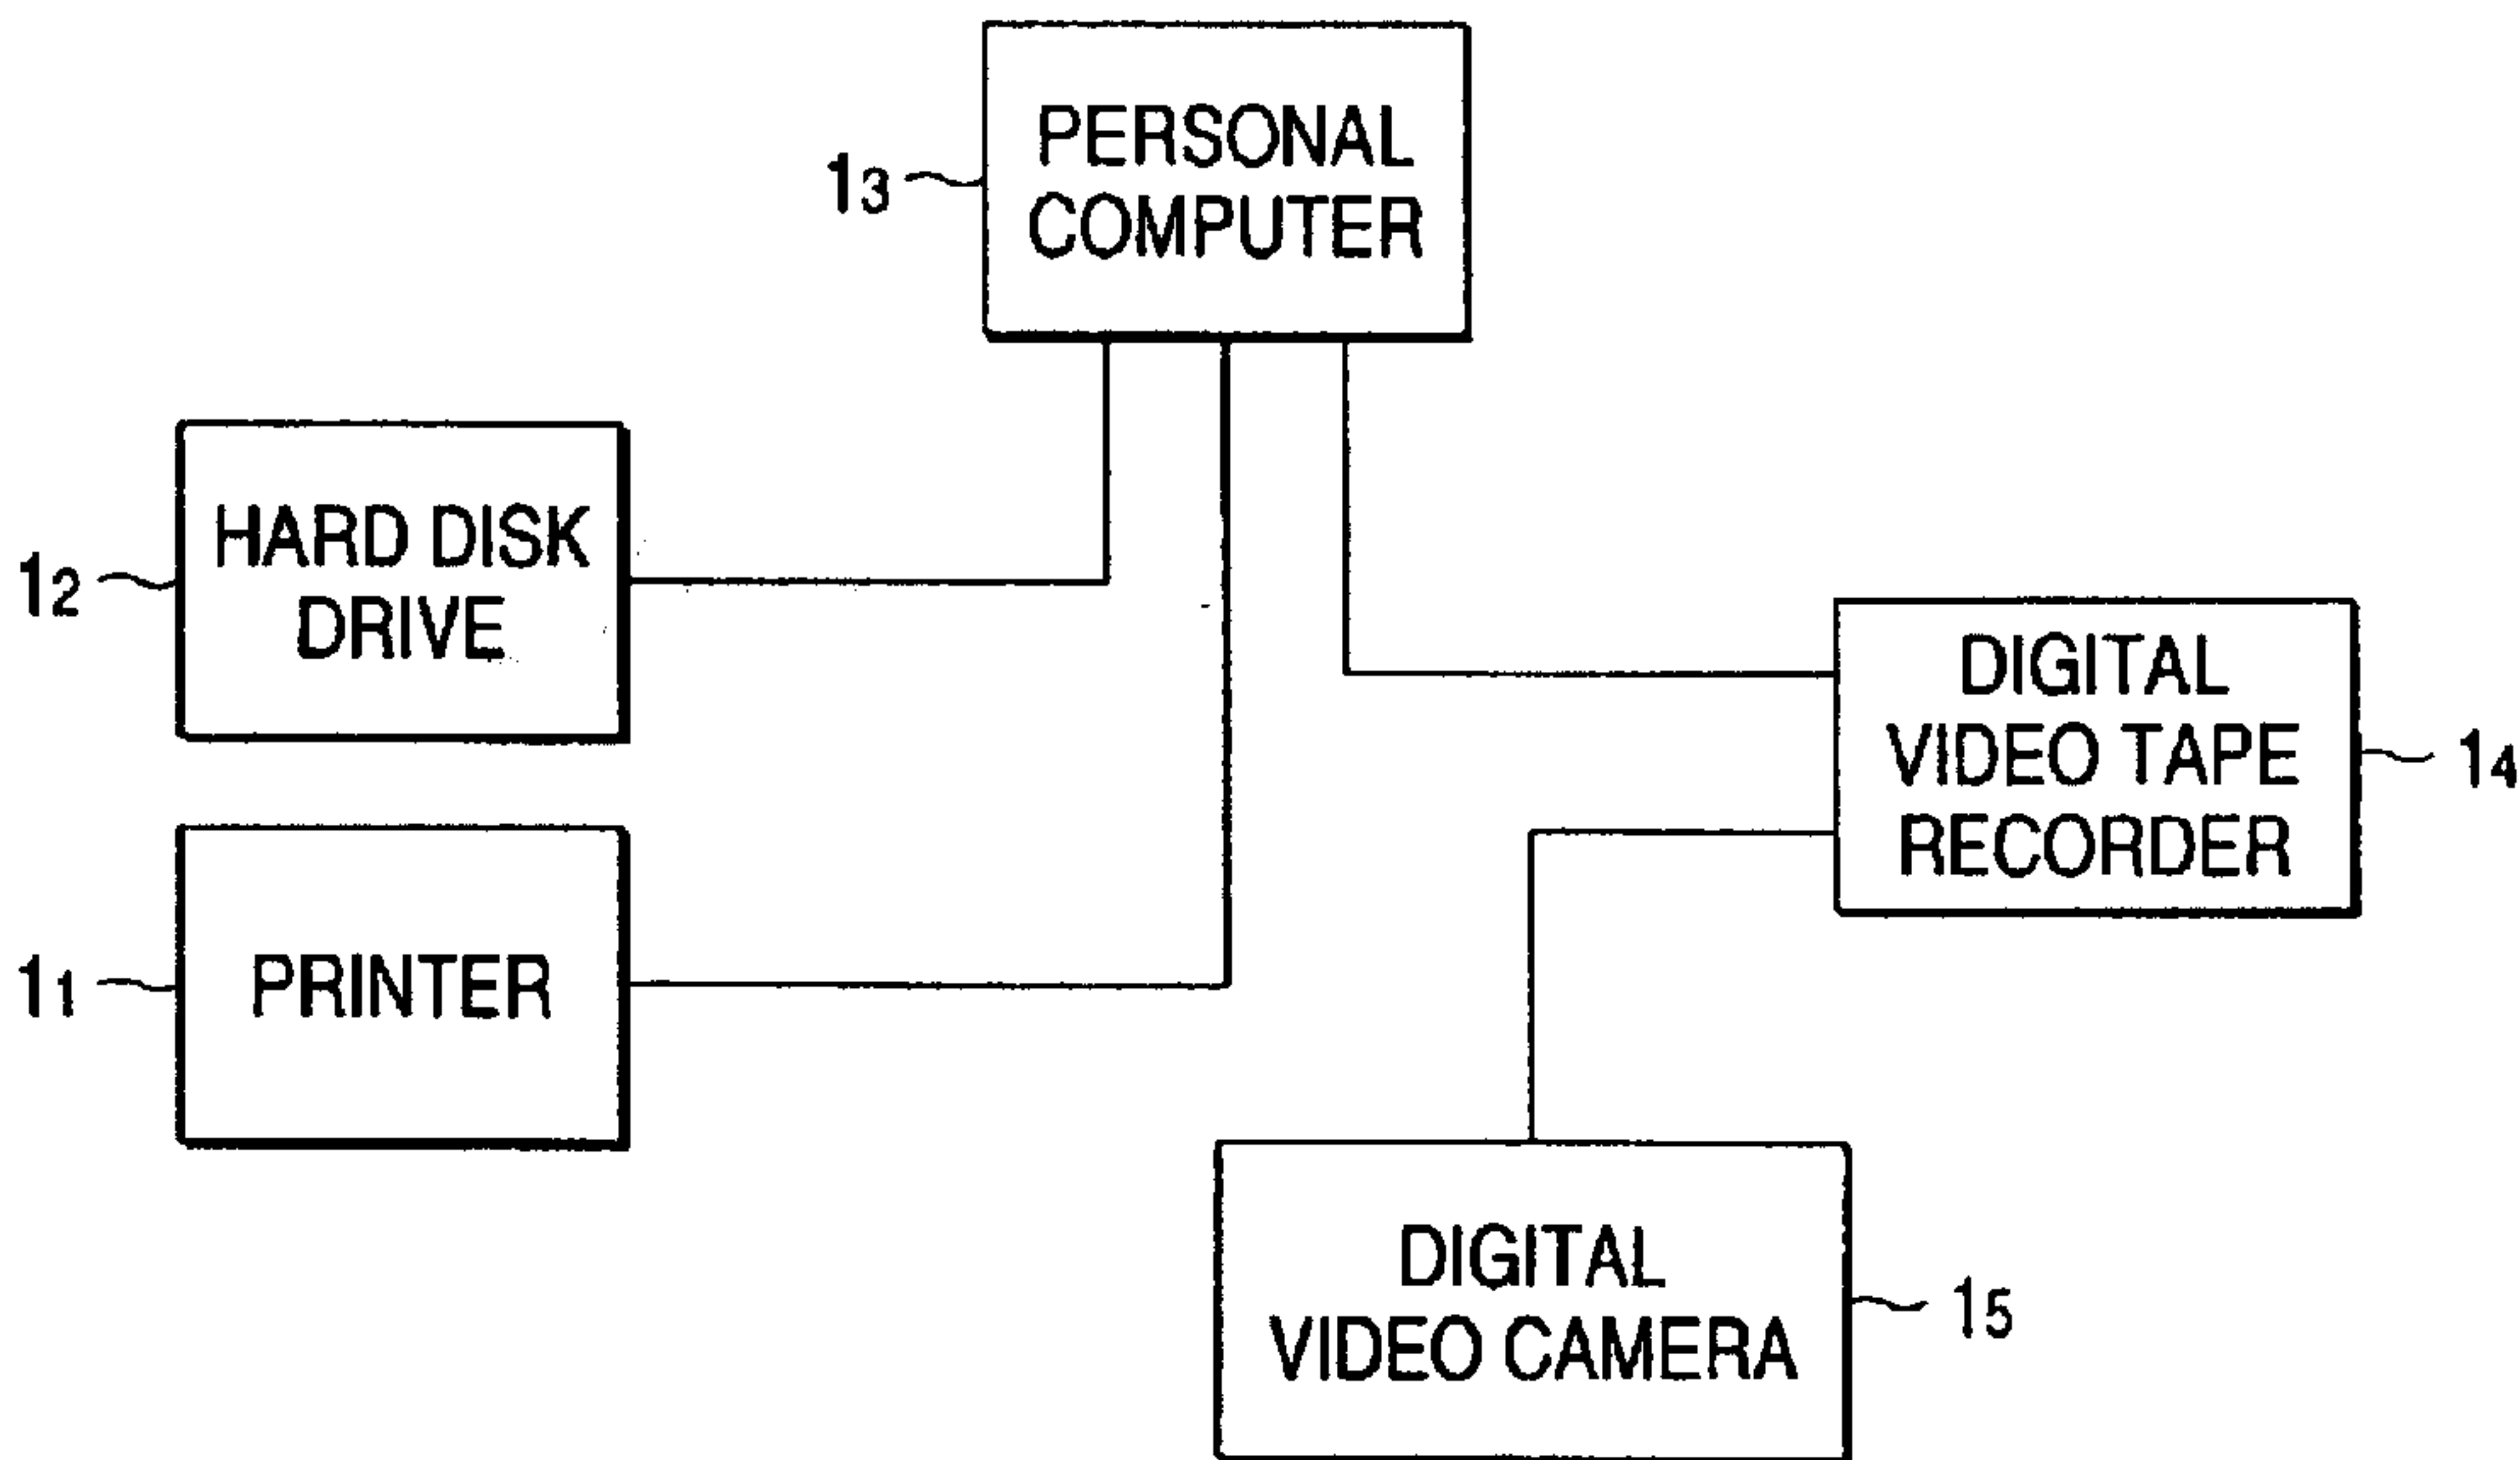 PERSONAL
COMPUTER
13
HARD DISK
DRIVE
12
DIGITAL
VIDEO TAPE
RECORDER
14
PRINTER
11
DIGITAL
VIDEO CAMERA
15